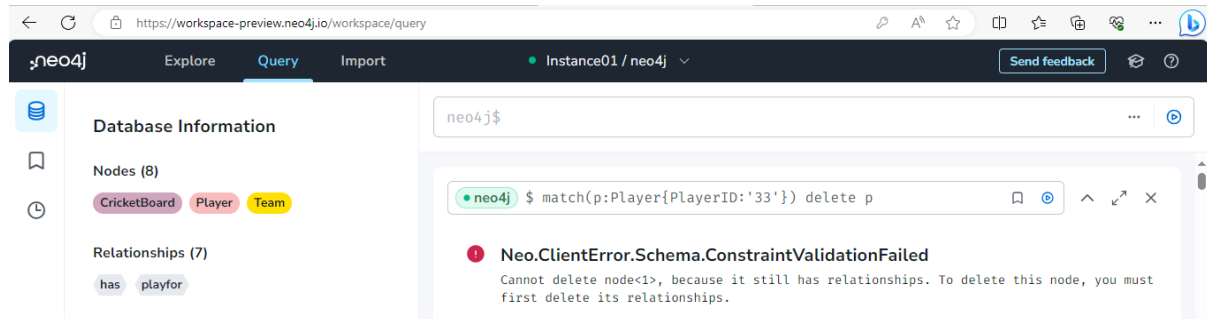 https://workspace-preview.neo4j.io/workspace/query
neo4j Explore Query Import Instance01 / neo4j Send feedback
Database Information
Nodes (8)
CricketBoard Player Team
Relationships (7)
has playfor
neo4j$
neo4j $ match(p:Player{PlayerID:'33'}) delete p
Neo.ClientError.Schema.ConstraintValidationFailed
Cannot delete node<1>, because it still has relationships. To delete this node, you must
first delete its relationships.